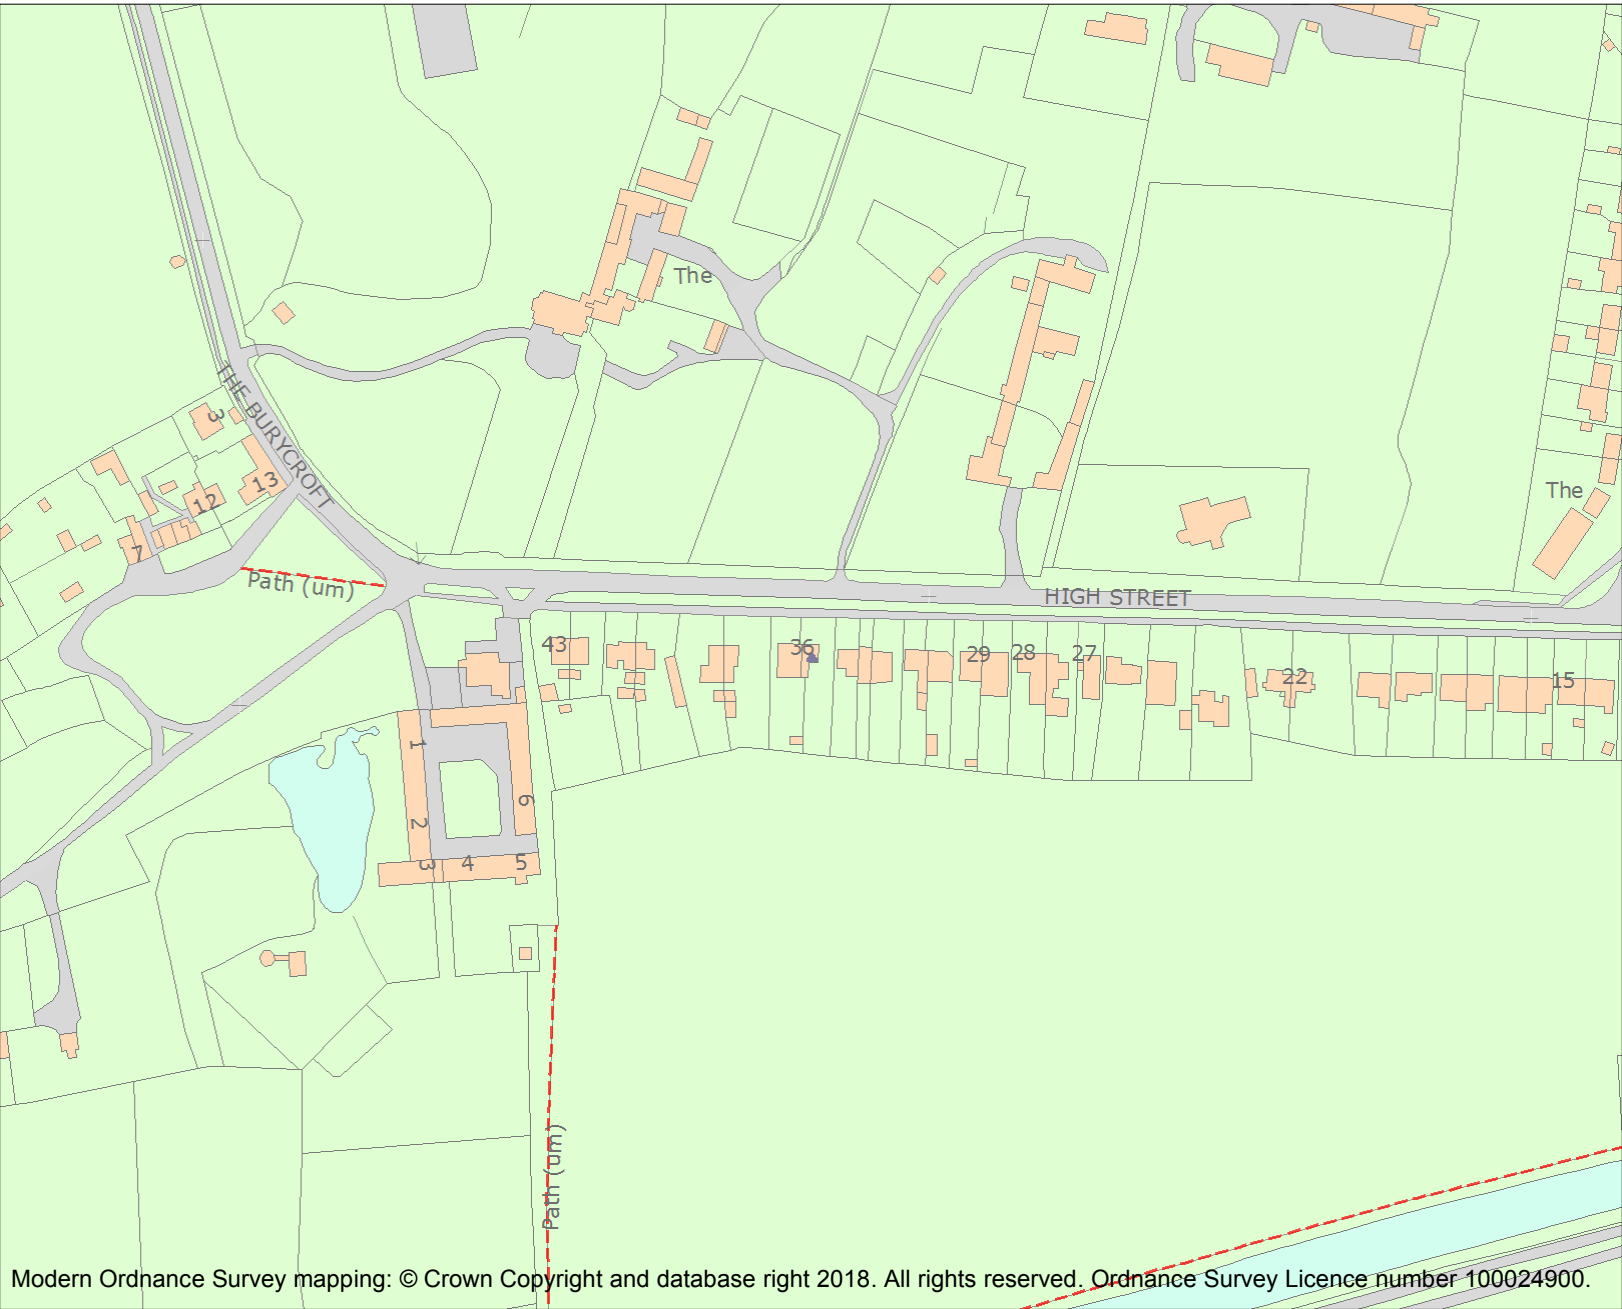 The
THE BURYCROFT
3
13
12
7
The
Path (um)
HIGH STREET
43
36
29
28
27
22
15
1
2
3
4
5
6
Path (um)
Modern Ordnance Survey mapping: © Crown Copyright and database right 2018. All rights reserved. Ordnance Survey Licence number 100024900.